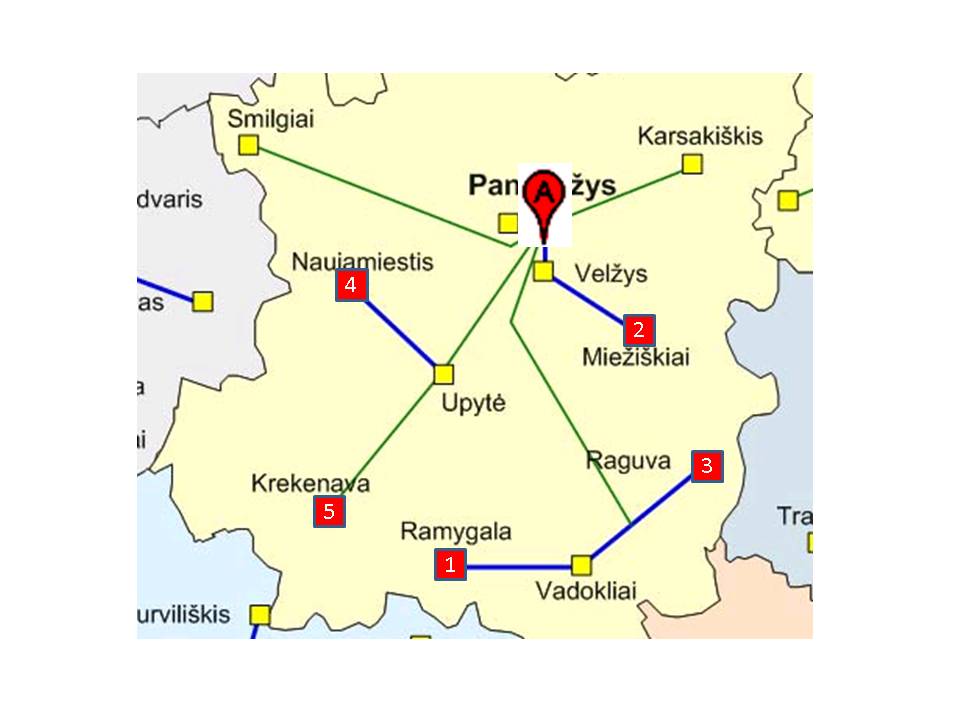 Smilgiai
Karsakiškis
Pan
A
žys
dvaris
Naujamiestis
4
Velžys
as
2
Miežiškiai
a
Upytė
ai
Raguva
3
Krekenava
5
Ramygala
1
Tra
Vadokliai
urviliškis